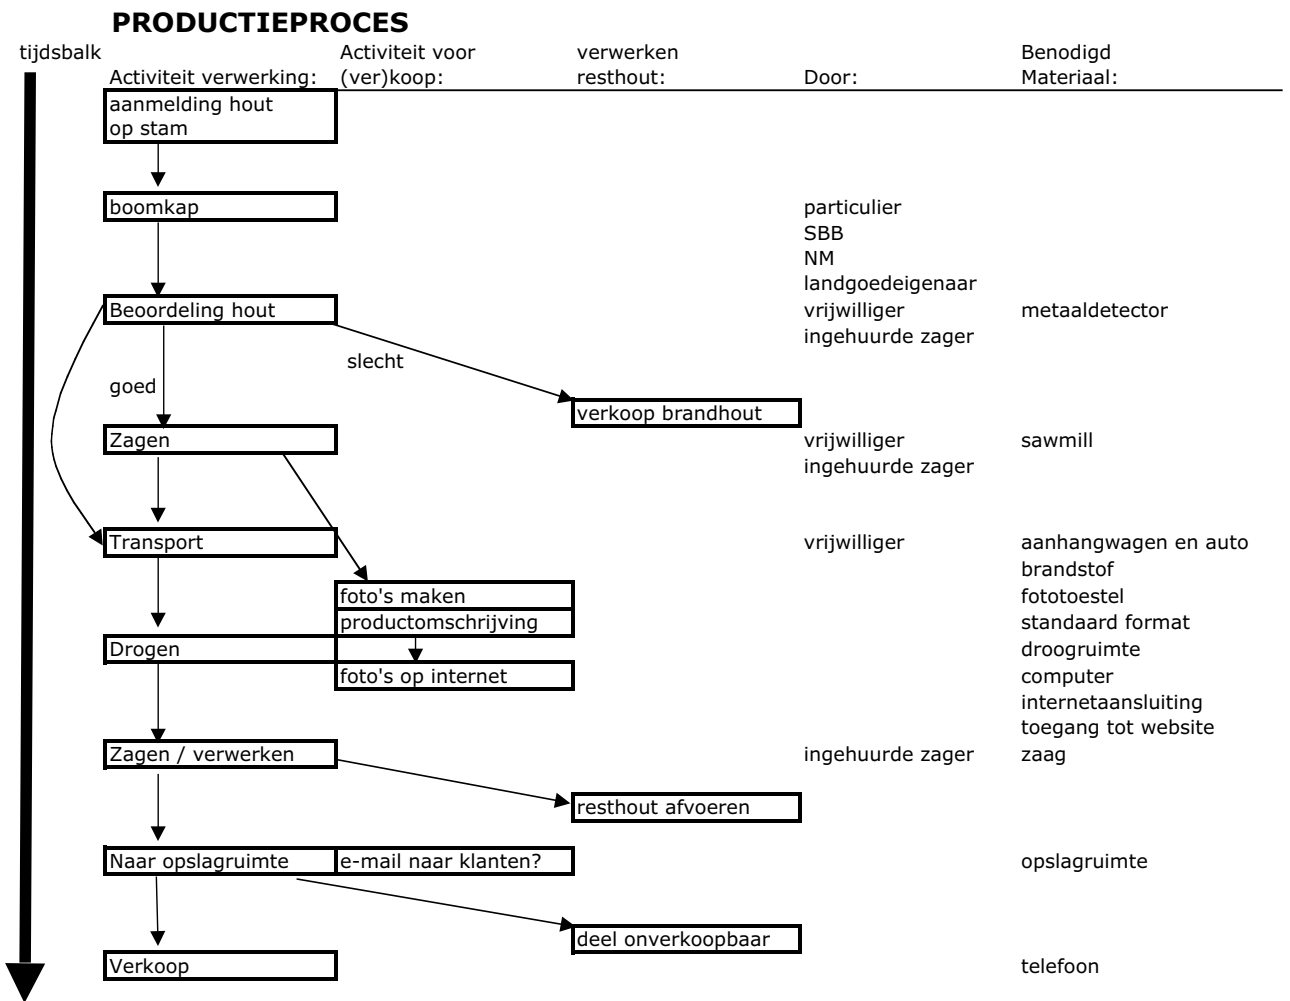 PRODUCTIEPROCES
tijdsbalk Activiteit voor verwerken Benodigd
Activiteit verwerking: (ver)koop: resthout: Door: Materiaal:
aanmelding hout
op stam
boomkap particulier
SBB
NM
landgoedeigenaar
Beoordeling hout vrijwilliger metaaldetector
ingehuurde zager
slecht
goed
verkoop brandhout
Zagen vrijwilliger sawmill
ingehuurde zager
Transport vrijwilliger aanhangwagen en auto
brandstof
foto's maken fototoestel
productomschrijving standaard format
Drogen droogruimte
foto's op internet computer
internetaansluiting
toegang tot website
Zagen / verwerken ingehuurde zager zaag
resthout afvoeren
Naar opslagruimte e-mail naar klanten? opslagruimte
deel onverkoopbaar
Verkoop telefoon